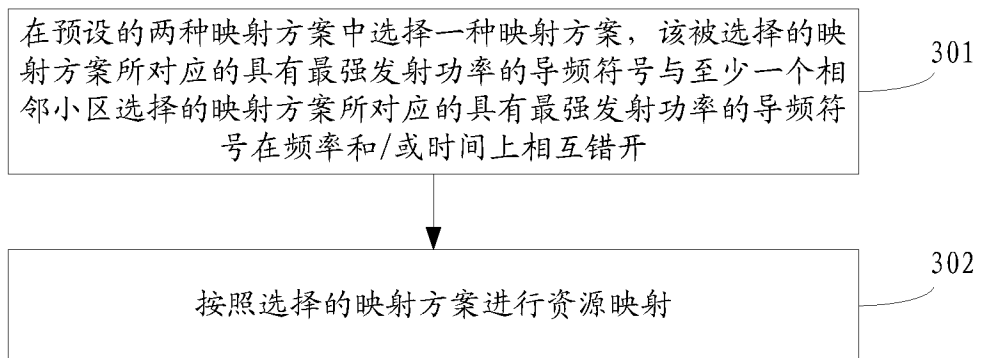 在预设的两种映射方案中选择一种映射方案，该被选择的映
射方案所对应的具有最强发射功率的导频符号与至少一个相
邻小区选择的映射方案所对应的具有最强发射功率的导频符
号在频率和/或时间上相互错开
301
按照选择的映射方案进行资源映射
302